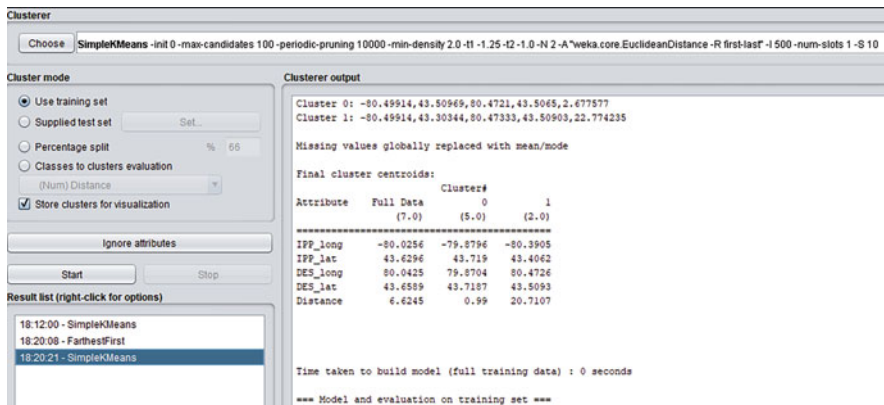 Clusterer
Choose SimpleKMeans -init 0 -max-candidates 100 -periodic-pruning 10000 -min-density 2.0 -t1 -1.25 -t2 -1.0 -N 2 -A "weka.core.EuclideanDistance -R first-last" -I 500 -num-slots 1 -S 10
Cluster mode
Use training set
Supplied test set Set...
Percentage split % 66
Classes to clusters evaluation
(Num) Distance
Store clusters for visualization
Ignore attributes
Start Stop
Result list (right-click for options)
18:12:00 - SimpleKMeans
18:20:08 - FarthestFirst
18:20:21 - SimpleKMeans
Clusterer output
Cluster 0: -80.49914,43.50969,80.4721,43.5065,2.677577
Cluster 1: -80.49914,43.30344,80.47333,43.50903,22.774235
Missing values globally replaced with mean/mode
Final cluster centroids:
Cluster#
Attribute Full Data 0 1
(7.0) (5.0) (2.0)
==================================================
IPP_long -80.0256 -79.8796 -80.3905
IPP_lat 43.6296 43.719 43.4062
DES_long 80.0425 79.8704 80.4726
DES_lat 43.6589 43.7187 43.5093
Distance 6.6245 0.99 20.7107
Time taken to build model (full training data) : 0 seconds
=== Model and evaluation on training set ===